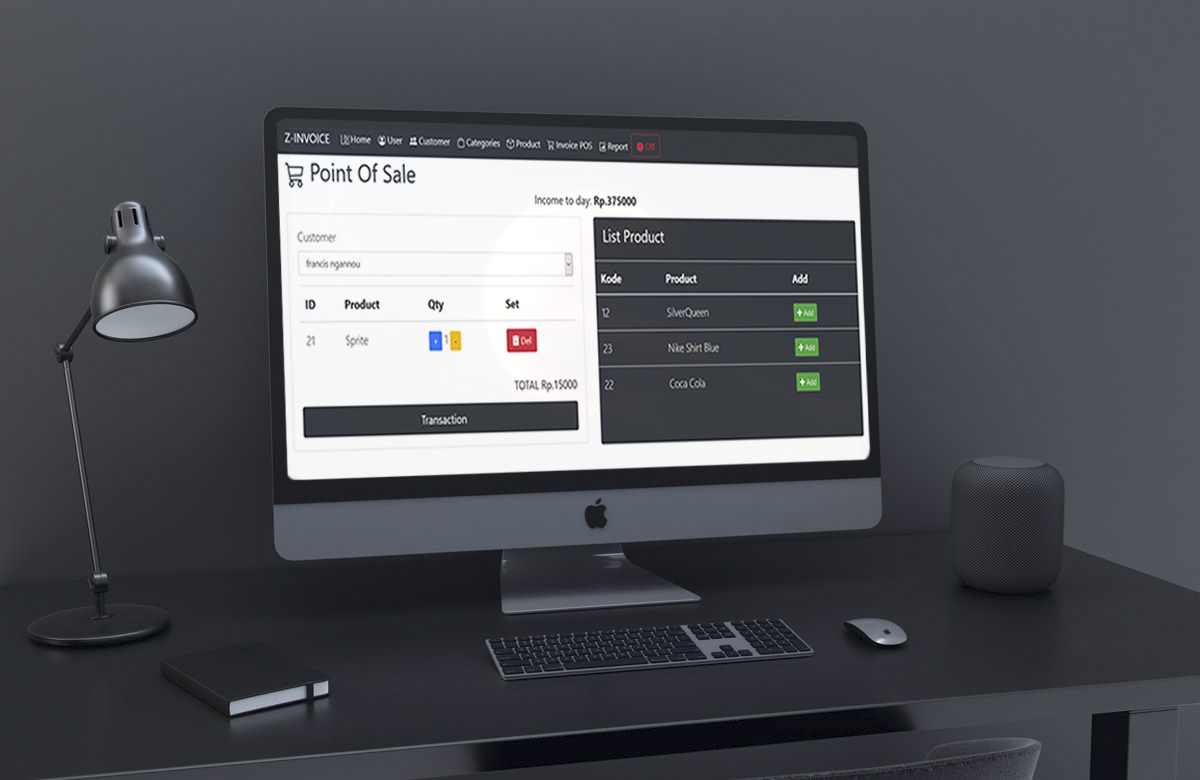 Z-INVOICE Home User Customer Categories Product Invoice POS Report Off
Point Of Sale
Income to day: Rp.375000
Customer
francis ngannou
ID Product Qty Set
21 Sprite + 1 - Del
TOTAL Rp.15000
Transaction
List Product
Kode Product Add
12 SilverQueen + Add
23 Nike Shirt Blue + Add
22 Coca Cola + Add